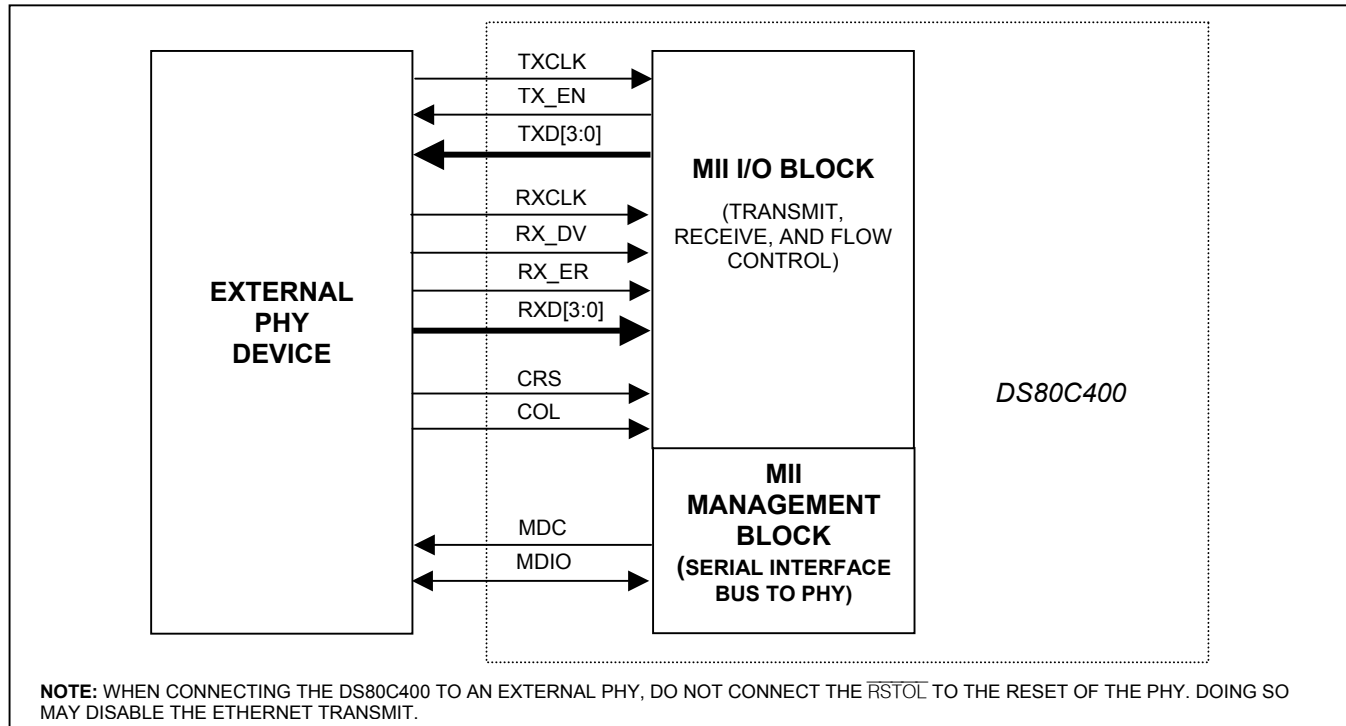 TXCLK
TX_EN
TXD[3:0]
RXCLK
RX_DV
RX_ER
RXD[3:0]
CRS
COL
MDC
MDIO
EXTERNAL
PHY
DEVICE
MII I/O BLOCK
(TRANSMIT,
RECEIVE, AND FLOW
CONTROL)
MII
MANAGEMENT
BLOCK
(SERIAL INTERFACE
BUS TO PHY)
DS80C400
NOTE: WHEN CONNECTING THE DS80C400 TO AN EXTERNAL PHY, DO NOT CONNECT THE RSTOL TO THE RESET OF THE PHY. DOING SO
MAY DISABLE THE ETHERNET TRANSMIT.